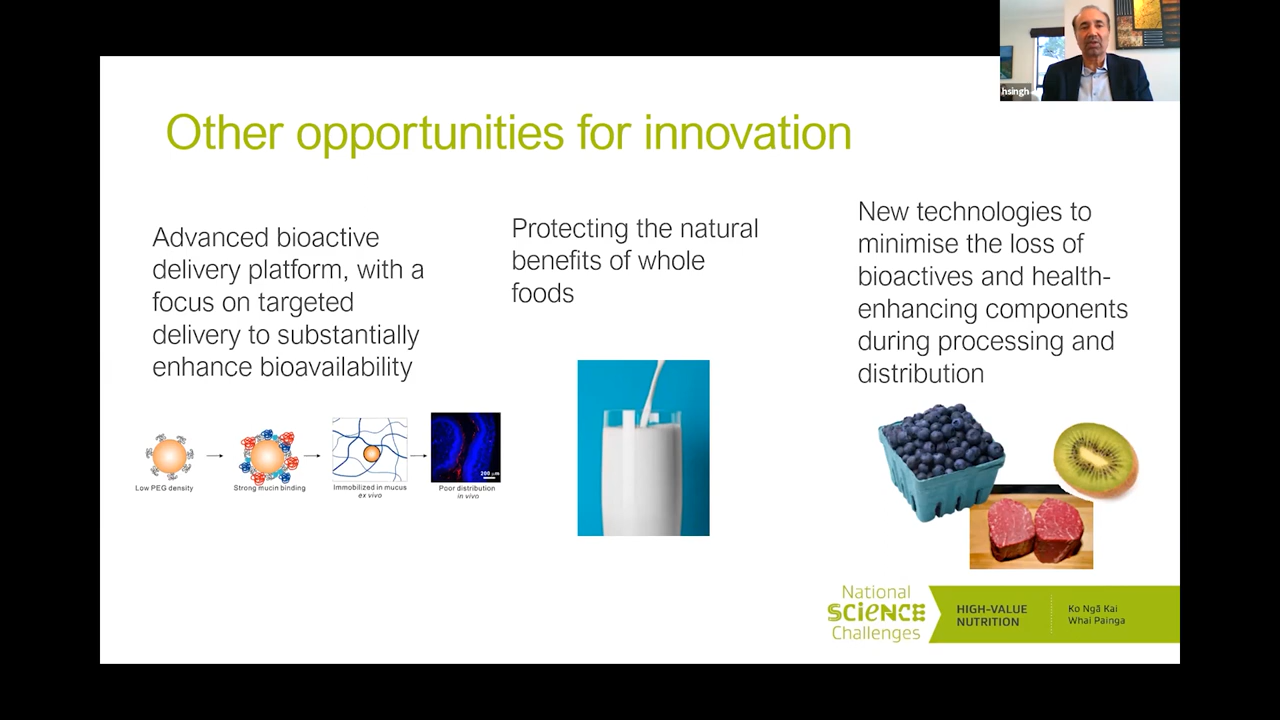 hsingh
Other opportunities for innovation
Advanced bioactive
delivery platform, with a
focus on targeted
delivery to substantially
enhance bioavailability
Low PEG density
Strong mucin binding
Immobilized in mucus
ex vivo
200 µm
Poor distribution
in vivo
Protecting the natural
benefits of whole
foods
New technologies to
minimise the loss of
bioactives and health-
enhancing components
during processing and
distribution
National
SCIENCE
Challenges
HIGH-VALUE
NUTRITION
Ko Ngā Kai
Whai Painga